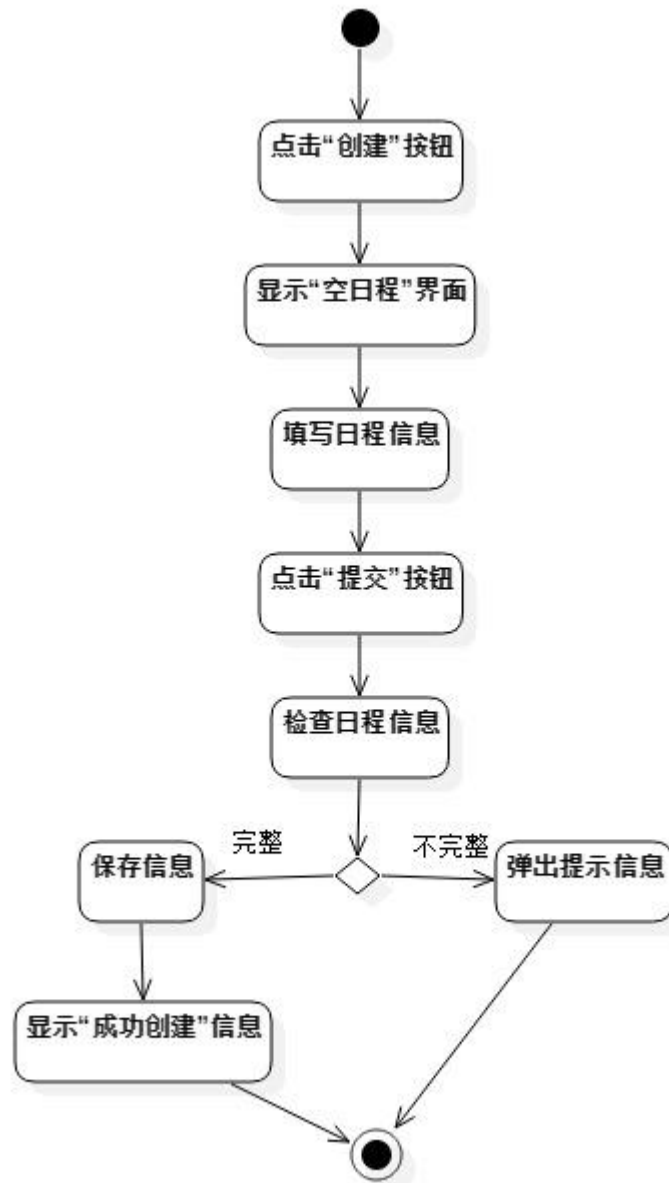 点击“创建”按钮
显示“空日程”界面
填写日程信息
点击“提交”按钮
检查日程信息
完整
不完整
保存信息
弹出提示信息
显示“成功创建”信息